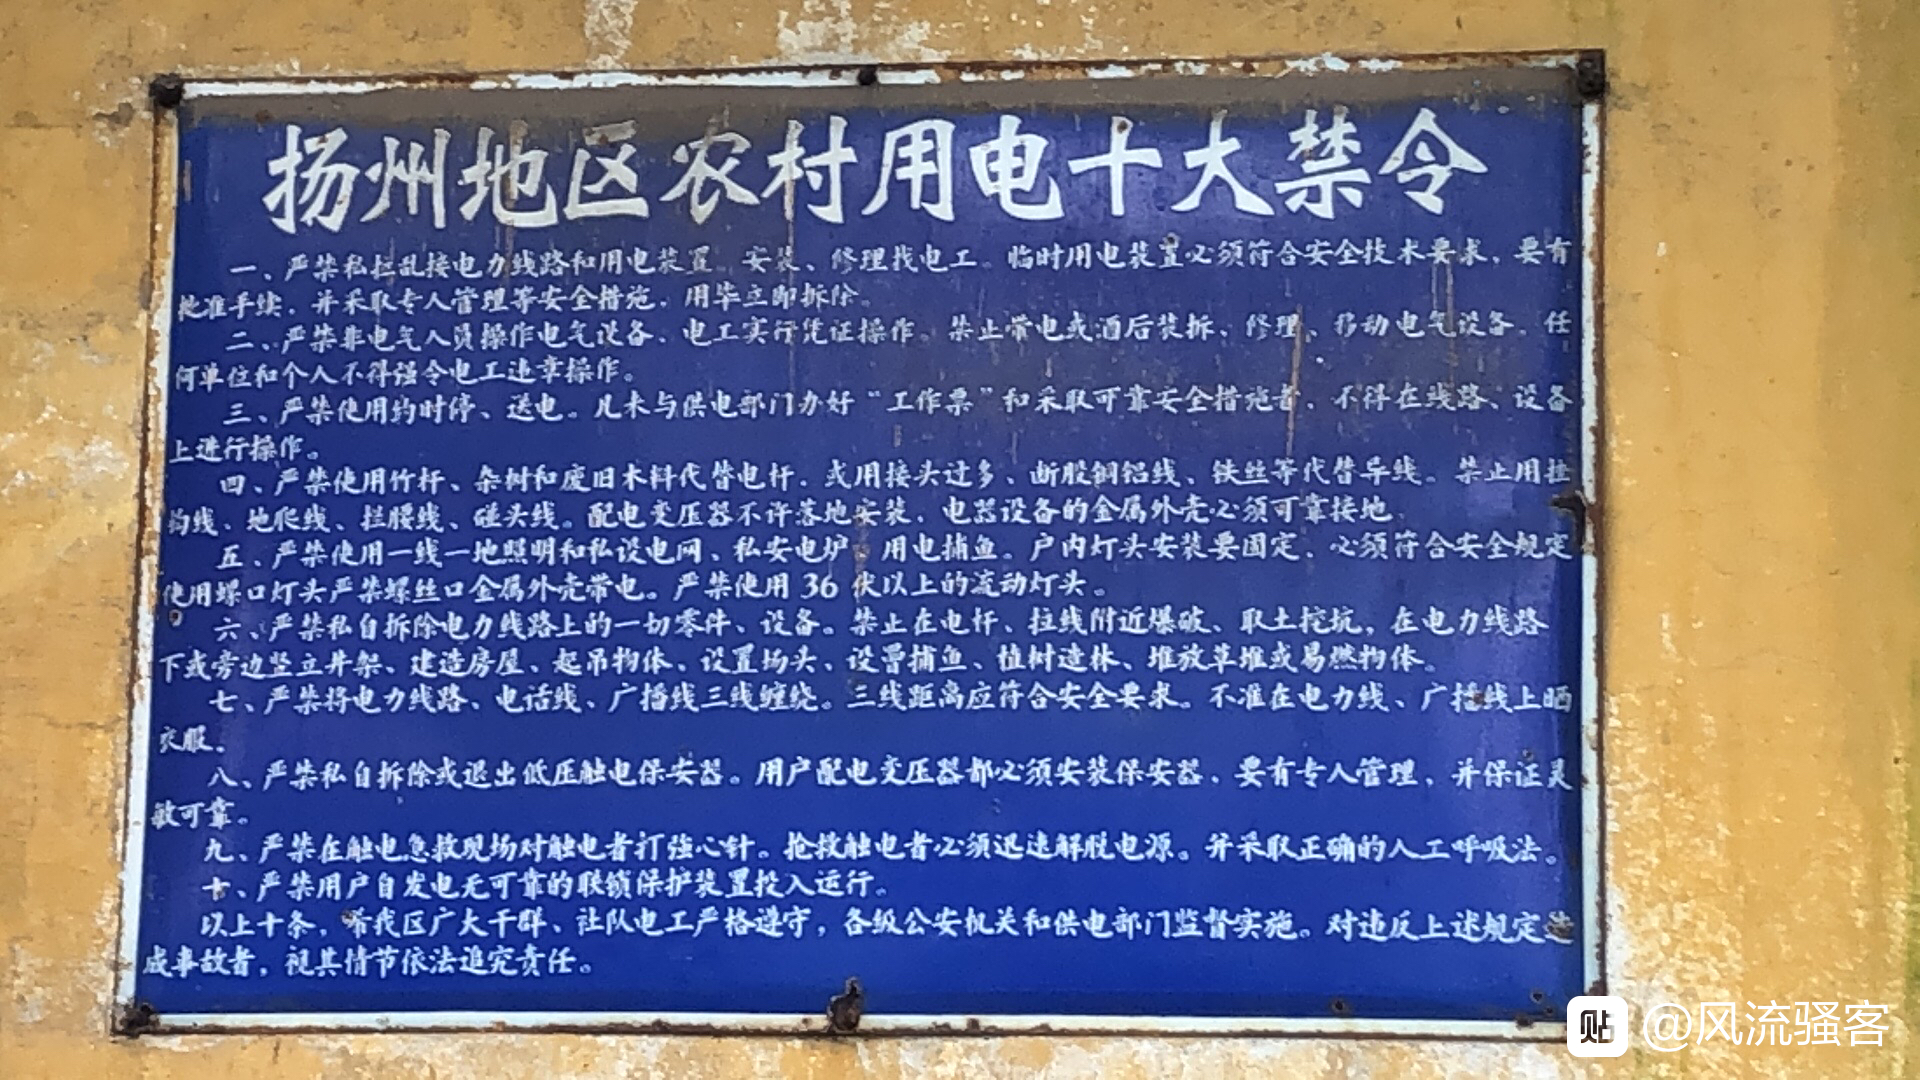 扬州地区农村用电十大禁令
一、严禁私拉乱接电力线路和用电装置。安装、修理找电工。临时用电装置必须符合安全技术要求，要有
批准手续，并采取专人管理等安全措施，用毕立即拆除。
二、严禁非电气人员操作电气设备、电工实行凭证操作。禁止带电或酒后装拆、修理、移动电气设备。任
何单位和个人不得强令电工违章操作。
三、严禁使用约时停、送电。凡未与供电部门办好“工作票”和采取可靠安全措施者，不得在线路、设备
上进行操作。
四、严禁使用竹杆、杂树和废旧木料代替电杆．或用接头过多、断股铜铝线、铁丝等代替导线。禁止用挂
钩线、地爬线、拦腰线、碰头线。配电变压器不许落地安装、电器设备的金属外壳必须可靠接地、
五、严禁使用一线一地照明和私设电网、私安电炉、用电捕鱼。户内灯头安装要固定、必须符合安全规定
使用螺口灯头严禁螺丝口金属外壳带电。严禁使用36伏以上的流动灯头。
六、严禁私自拆除电力线路上的一切零件、设备。禁止在电杆、拉线附近爆破、取土挖坑，在电力线路
下或旁边竖立井架、建造房屋、起吊物体、设置场头、设罾捕鱼、植树造林、堆放草堆或易燃物体。
七、严禁将电力线路、电话线、广播线三线缠绕。三线距离应符合安全要求。不准在电力线、广播线上晒
衣服．
八、严禁私自拆除或退出低压触电保安器。用户配电变压器都必须安装保安器．要有专人管理，并保证灵
敏可靠。
九、严禁在触电急救现场对触电者打强心针。抢救触电者必须迅速解脱电源。并采取正确的人工呼吸法。
十、严禁用户自发电无可靠的联锁保护装置投入运行。
以上十条，希我区广大干群、社队电工严格遵守，各级公安机关和供电部门监督实施。对违反上述规定造
成事故者，视其情节依法追究责任。
贴 @风流骚客